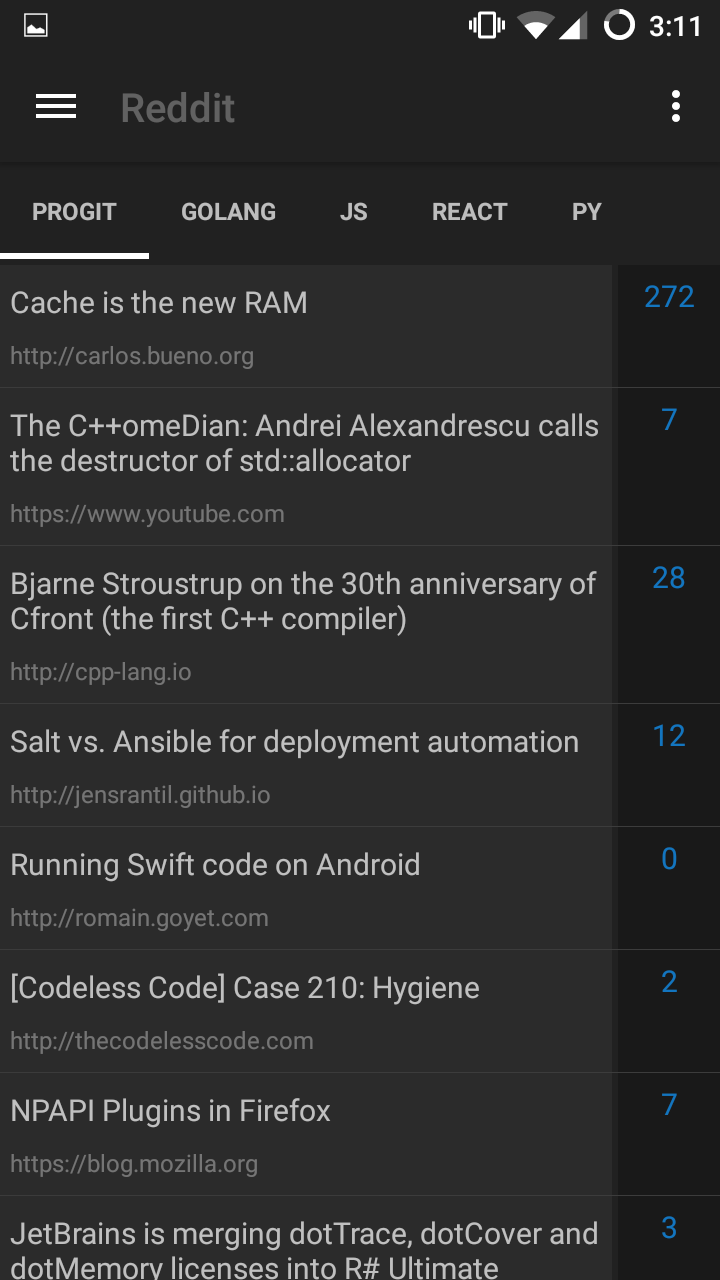 3:11
Reddit
PROGIT GOLANG JS REACT PY
Cache is the new RAM 272
http://carlos.bueno.org
The C++omeDian: Andrei Alexandrescu calls 7
the destructor of std::allocator
https://www.youtube.com
Bjarne Stroustrup on the 30th anniversary of 28
Cfront (the first C++ compiler)
http://cpp-lang.io
Salt vs. Ansible for deployment automation 12
http://jensrantil.github.io
Running Swift code on Android 0
http://romain.goyet.com
[Codeless Code] Case 210: Hygiene 2
http://thecodelesscode.com
NPAPI Plugins in Firefox 7
https://blog.mozilla.org
JetBrains is merging dotTrace, dotCover and 3
dotMemory licenses into R# Ultimate